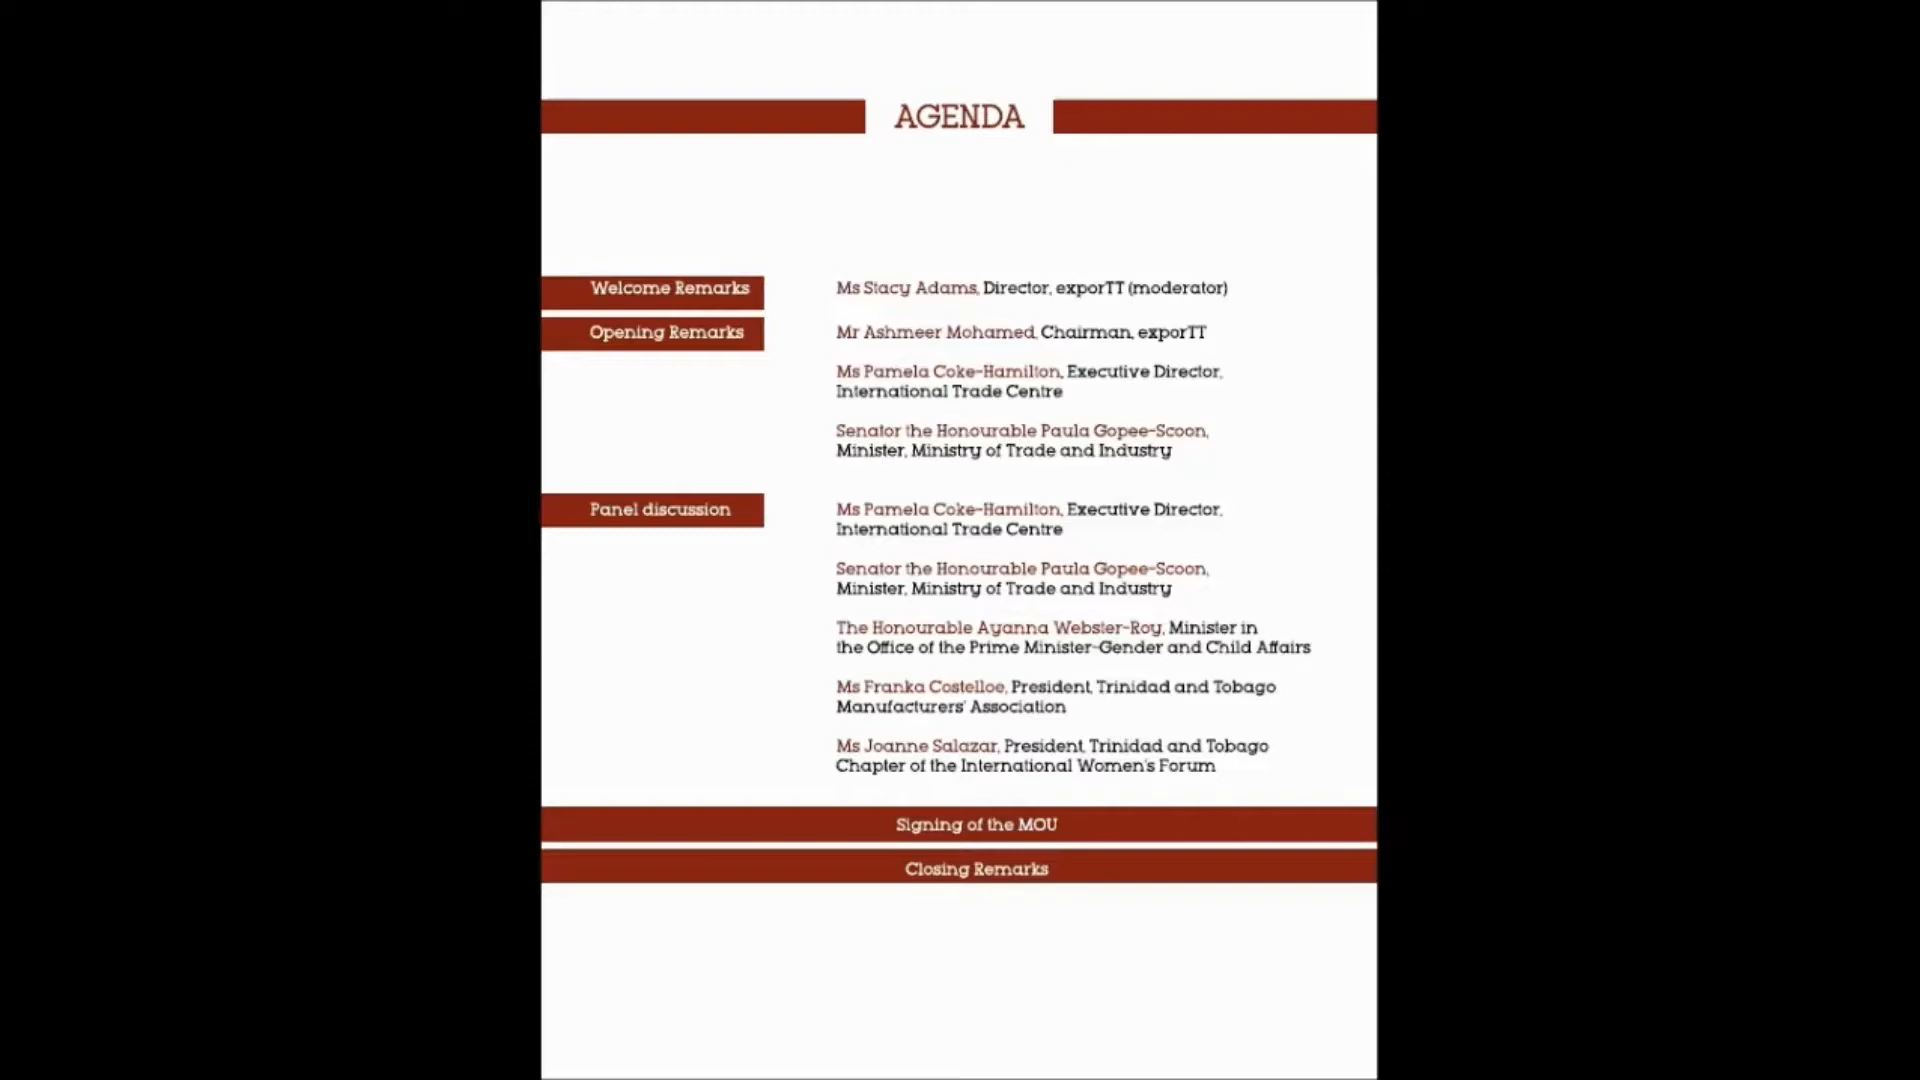 AGENDA
Welcome Remarks
Ms Stacy Adams, Director, exporTT (moderator)
Opening Remarks
Mr Ashmeer Mohamed, Chairman, exporTT
Ms Pamela Coke-Hamilton, Executive Director,
International Trade Centre
Senator the Honourable Paula Gopee-Scoon,
Minister, Ministry of Trade and Industry
Panel discussion
Ms Pamela Coke-Hamilton, Executive Director,
International Trade Centre
Senator the Honourable Paula Gopee-Scoon,
Minister, Ministry of Trade and Industry
The Honourable Ayanna Webster-Roy, Minister in
the Office of the Prime Minister-Gender and Child Affairs
Ms Franka Costelloe, President, Trinidad and Tobago
Manufacturers' Association
Ms Joanne Salazar, President, Trinidad and Tobago
Chapter of the International Women's Forum
Signing of the MOU
Closing Remarks